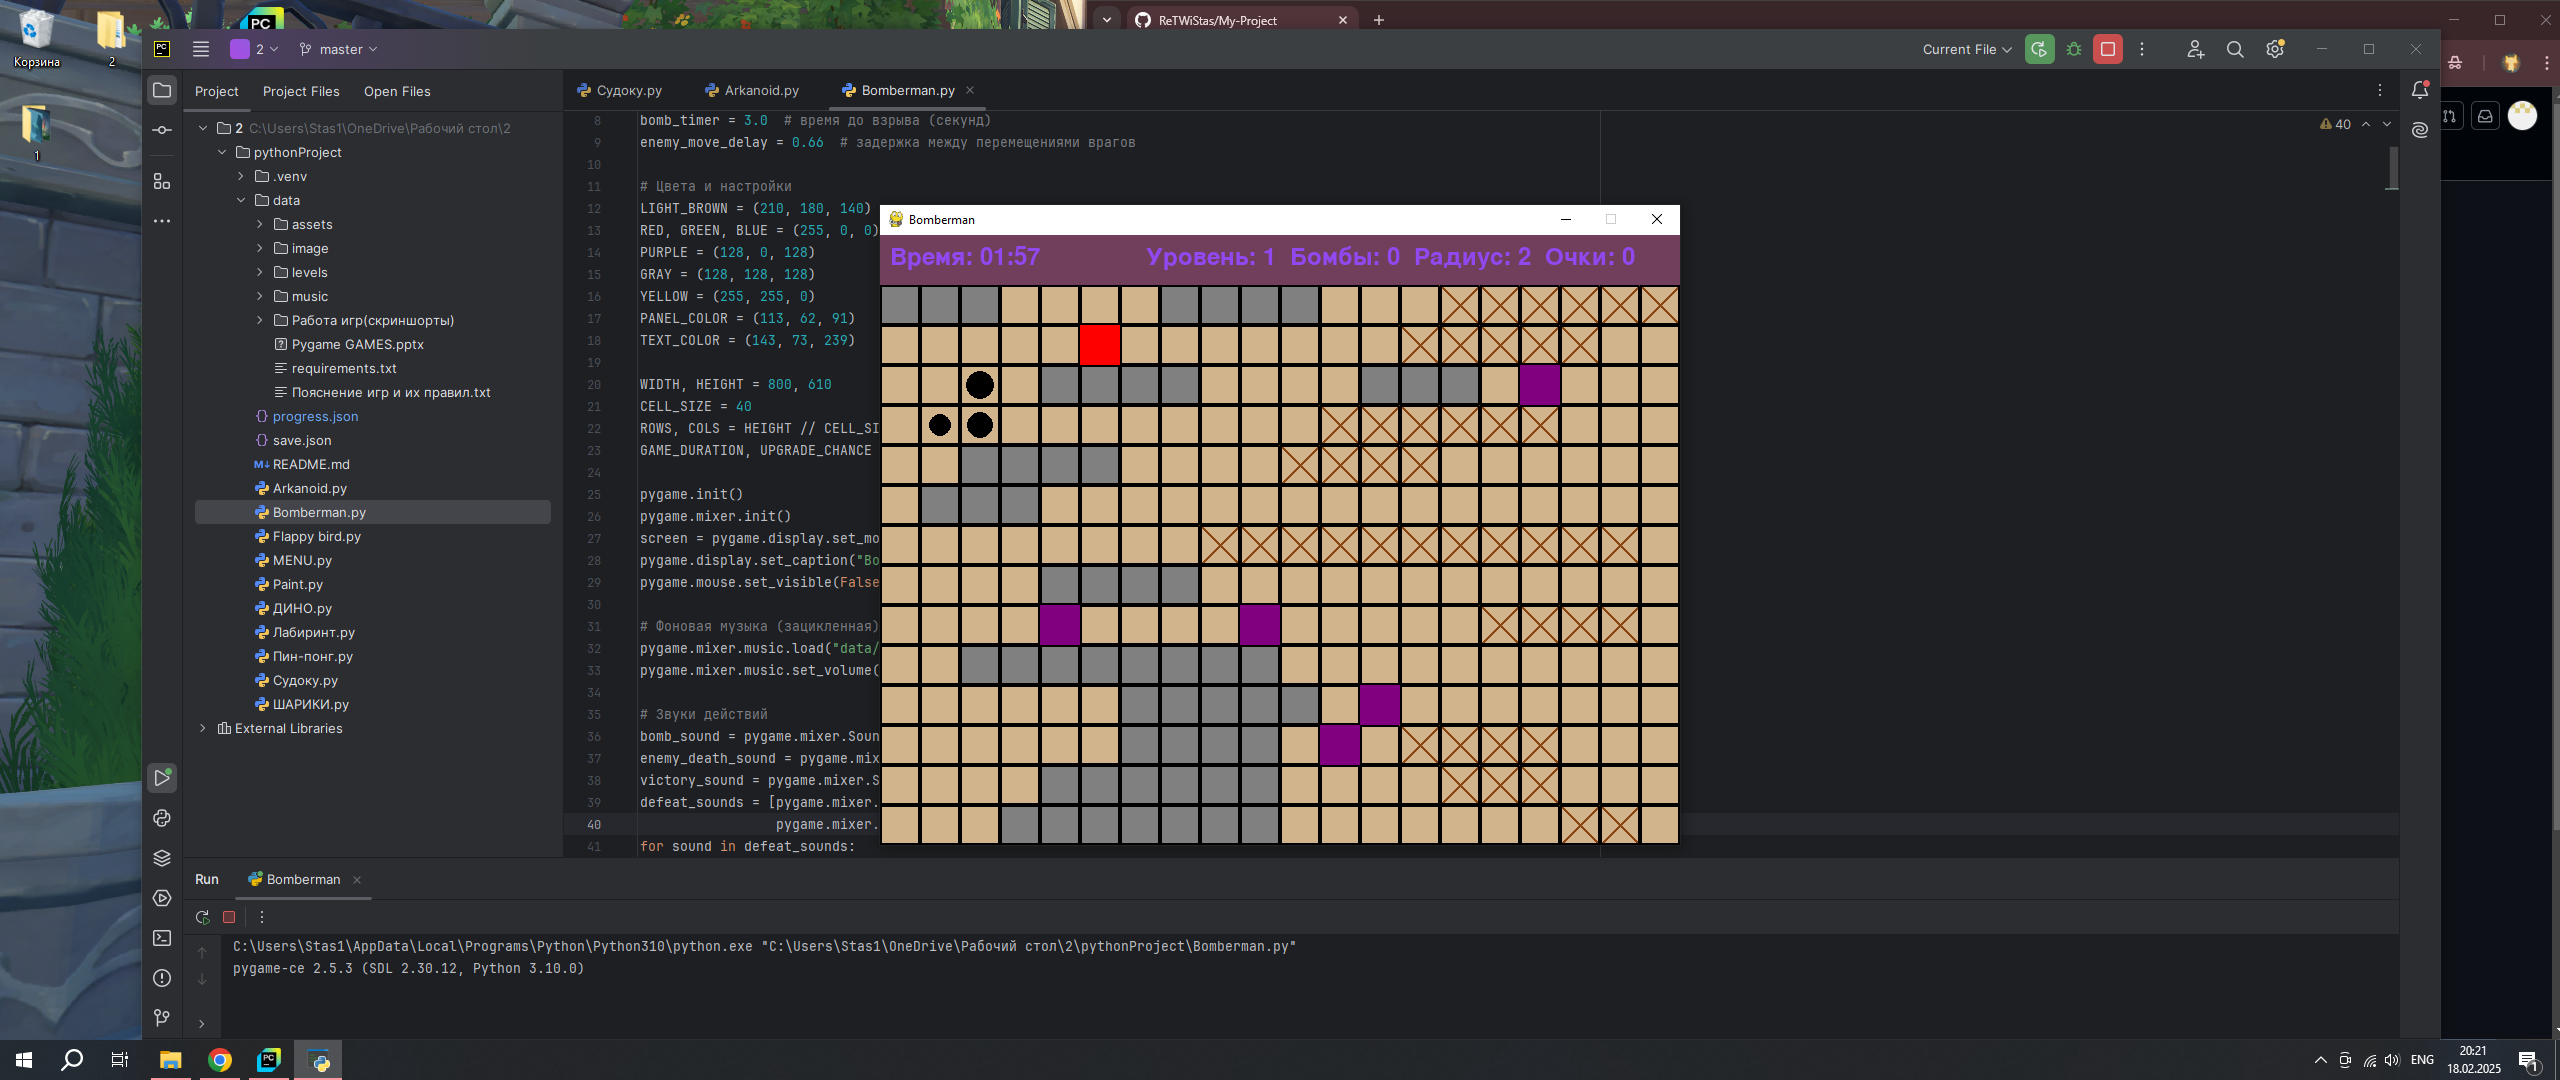 Корзина
2
1
ReTWiStas/My-Project
2
master
Current File
Project
Project Files
Open Files
Судоку.py
Arkanoid.py
Bomberman.py
2 C:\Users\Stas1\OneDrive\Рабочий стол\2
pythonProject
.venv
data
assets
image
levels
music
Работа игр(скриншорты)
Pygame GAMES.pptx
requirements.txt
Пояснение игр и их правил.txt
progress.json
save.json
README.md
Arkanoid.py
Bomberman.py
Flappy bird.py
MENU.py
Paint.py
ДИНО.py
Лабиринт.py
Пин-понг.py
Судоку.py
ШАРИКИ.py
External Libraries
40
8 bomb_timer = 3.0 # время до взрыва (секунд)
9 enemy_move_delay = 0.66 # задержка между перемещениями врагов
10
11 # Цвета и настройки
12 LIGHT_BROWN = (210, 180, 140)
13 RED, GREEN, BLUE = (255, 0, 0)
14 PURPLE = (128, 0, 128)
15 GRAY = (128, 128, 128)
16 YELLOW = (255, 255, 0)
17 PANEL_COLOR = (113, 62, 91)
18 TEXT_COLOR = (143, 73, 239)
19
20 WIDTH, HEIGHT = 800, 610
21 CELL_SIZE = 40
22 ROWS, COLS = HEIGHT // CELL_SI
23 GAME_DURATION, UPGRADE_CHANCE
24
25 pygame.init()
26 pygame.mixer.init()
27 screen = pygame.display.set_mo
28 pygame.display.set_caption("Bo
29 pygame.mouse.set_visible(False
30
31 # Фоновая музыка (зацикленная)
32 pygame.mixer.music.load("data/
33 pygame.mixer.music.set_volume(
34
35 # Звуки действий
36 bomb_sound = pygame.mixer.Soun
37 enemy_death_sound = pygame.mix
38 victory_sound = pygame.mixer.S
39 defeat_sounds = [pygame.mixer.
40 pygame.mixer.
41 for sound in defeat_sounds:
Bomberman
Время: 01:57 Уровень: 1 Бомбы: 0 Радиус: 2 Очки: 0
Run
Bomberman
C:\Users\Stas1\AppData\Local\Programs\Python\Python310\python.exe "C:\Users\Stas1\OneDrive\Рабочий стол\2\pythonProject\Bomberman.py"
pygame-ce 2.5.3 (SDL 2.30.12, Python 3.10.0)
ENG
20:21
18.02.2025
1